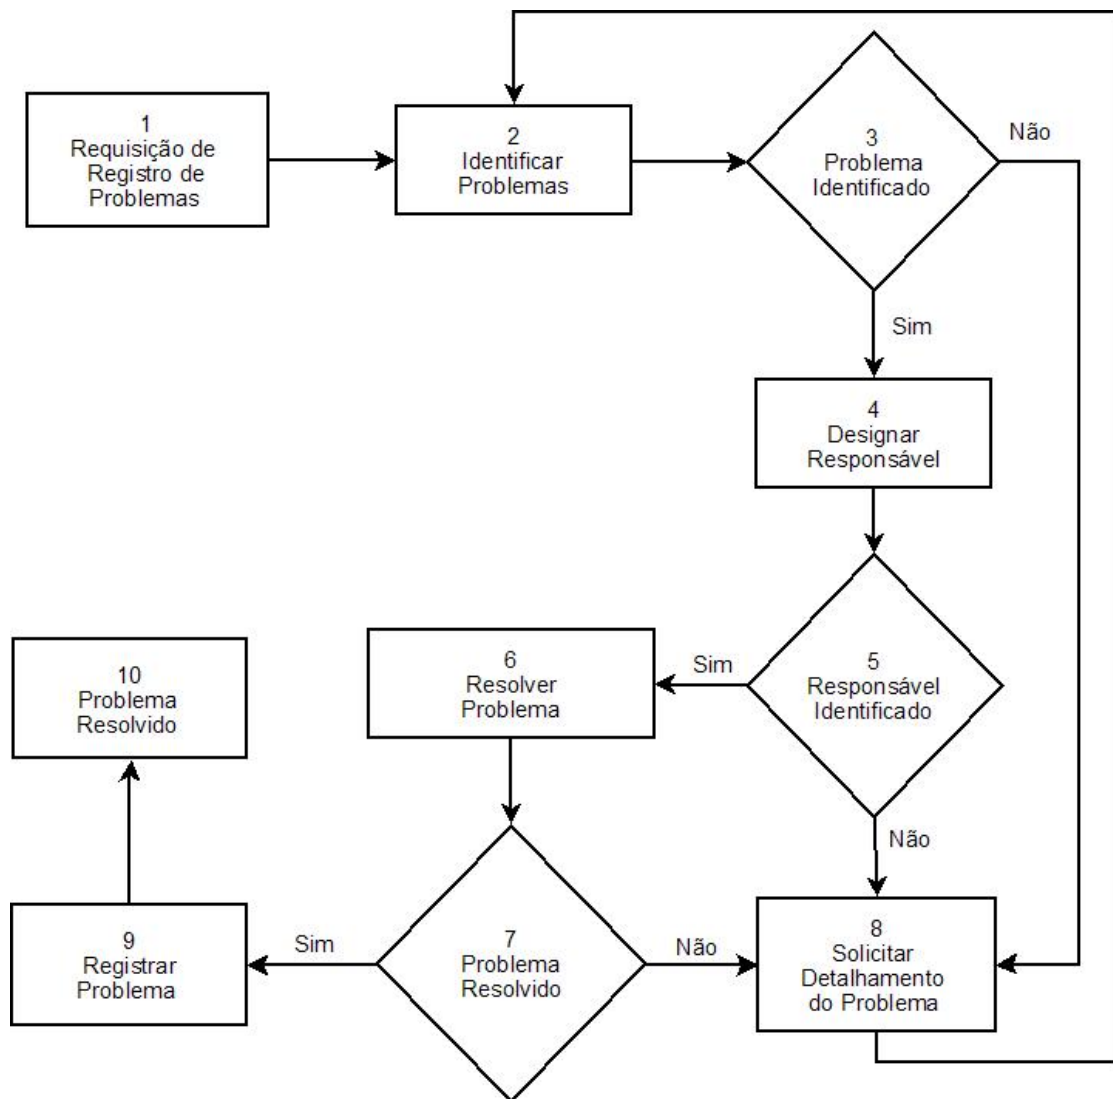 1
Requisição de
Registro de
Problemas
2
Identificar
Problemas
3
Problema
Identificado
Não
Sim
4
Designar
Responsável
5
Responsável
Identificado
Sim
Não
6
Resolver
Problema
7
Problema
Resolvido
Sim
Não
8
Solicitar
Detalhamento
do Problema
9
Registrar
Problema
10
Problema
Resolvido